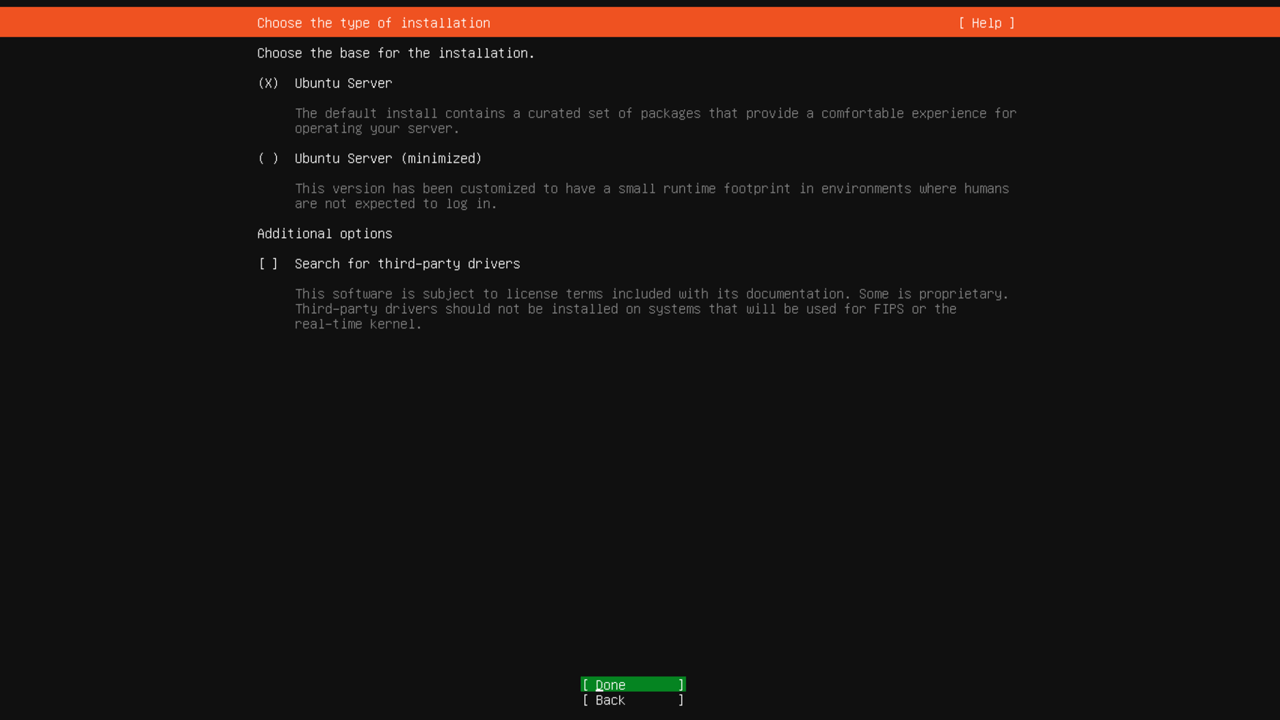 Choose the type of installation [ Help ]
Choose the base for the installation.
(X) Ubuntu Server
The default install contains a curated set of packages that provide a comfortable experience for
operating your server.
( ) Ubuntu Server (minimized)
This version has been customized to have a small runtime footprint in environments where humans
are not expected to log in.
Additional options
[ ] Search for third-party drivers
This software is subject to license terms included with its documentation. Some is proprietary.
Third-party drivers should not be installed on systems that will be used for FIPS or the
real-time kernel.
[ Done ]
[ Back ]